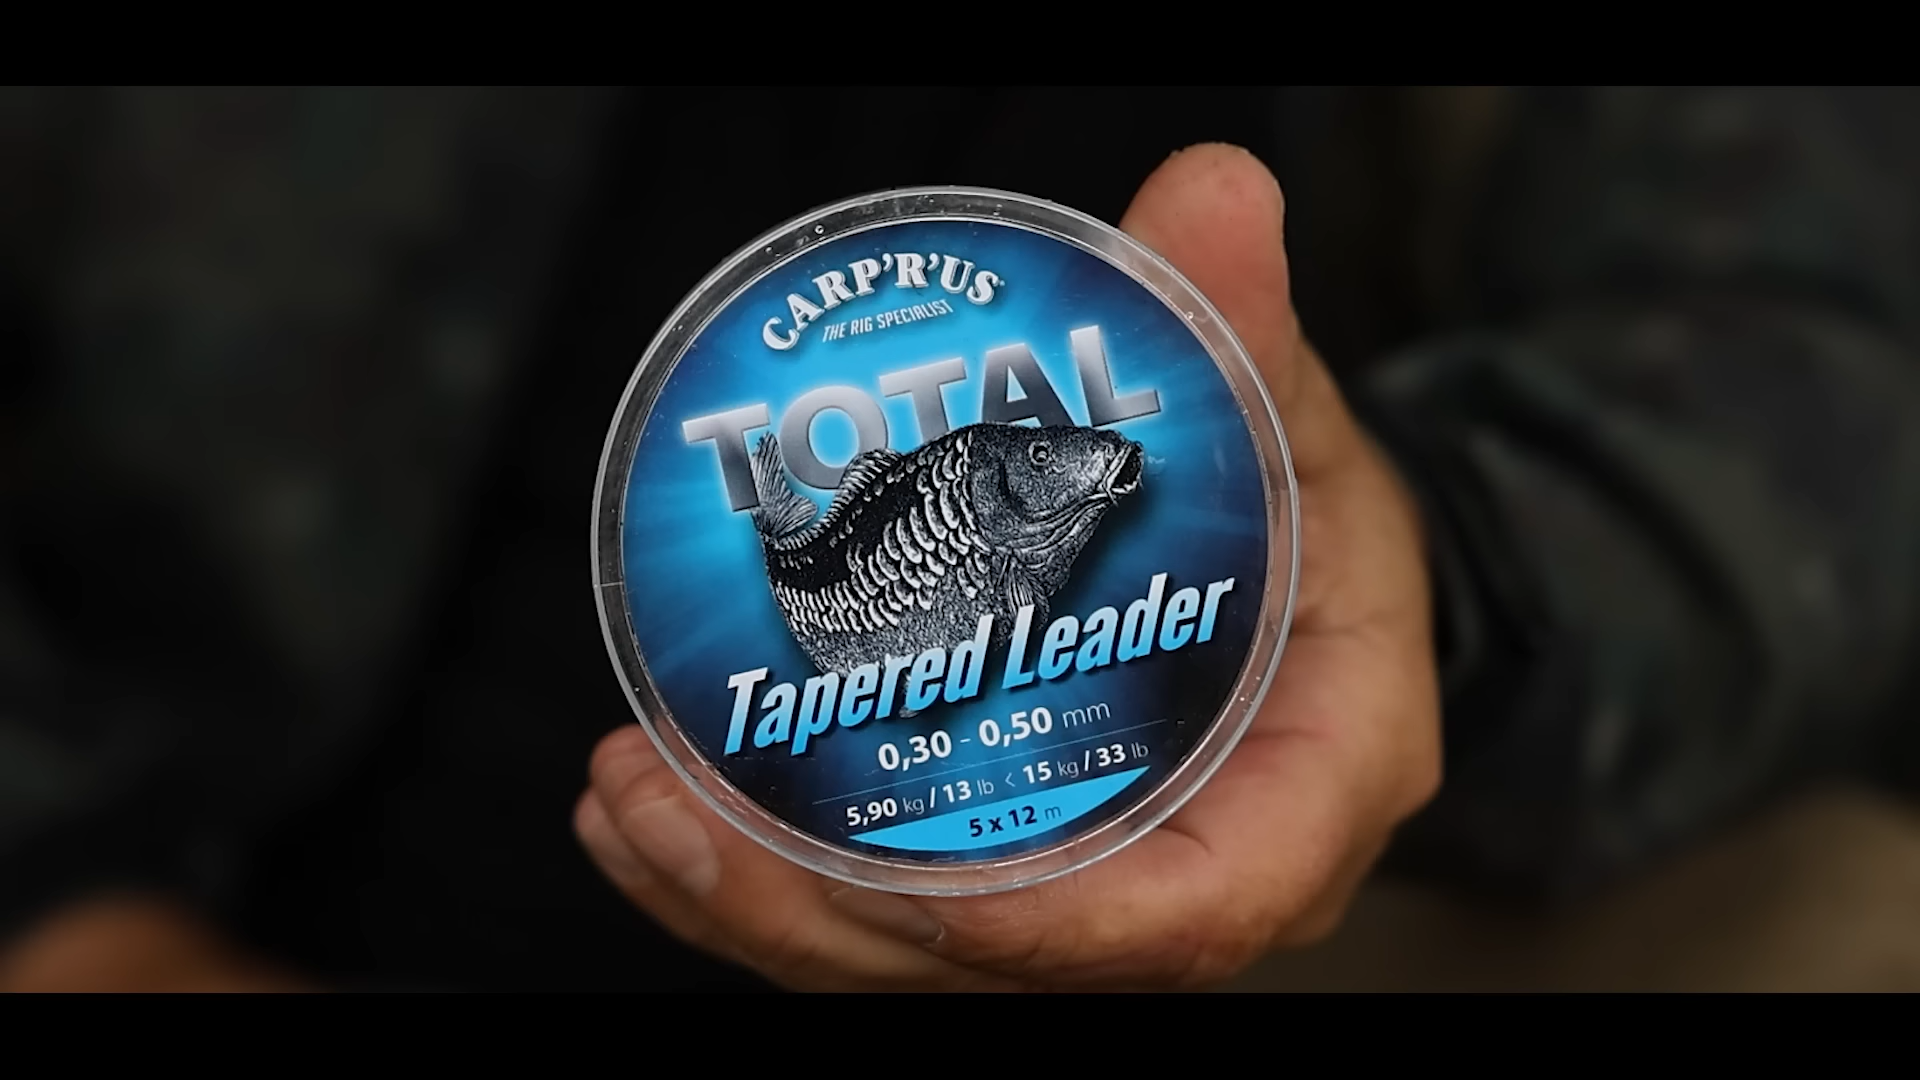 CARP'R'US
THE RIG SPECIALIST
TOTAL
Tapered Leader
0,30 - 0,50 mm
5,90 kg / 13 lb < 15 kg / 33 lb
5 x 12 m